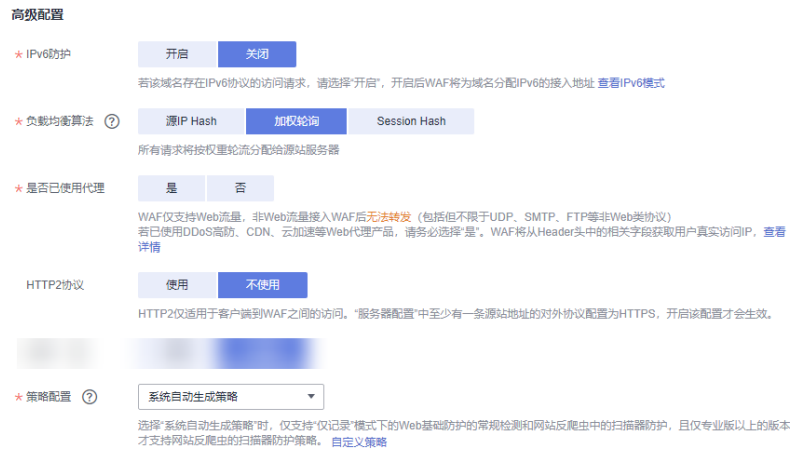 高级配置
* IPv6防护 开启 关闭
若该域名存在IPv6协议的访问请求，请选择“开启”，开启后WAF将为域名分配IPv6的接入地址 查看IPv6模式
* 负载均衡算法 ? 源IP Hash 加权轮询 Session Hash
所有请求将按权重轮流分配给源站服务器
* 是否已使用代理 是 否
WAF仅支持Web流量，非Web流量接入WAF后无法转发（包括但不限于UDP、SMTP、FTP等非Web类协议）
若已使用DDoS高防、CDN、云加速等Web代理产品，请务必选择“是”。WAF将从Header头中的相关字段获取用户真实访问IP，查看
详情
HTTP2协议 使用 不使用
HTTP2仅适用于客户端到WAF之间的访问。“服务器配置”中至少有一条源站地址的对外协议配置为HTTPS，开启该配置才会生效。
* 策略配置 ? 系统自动生成策略
选择“系统自动生成策略”时，仅支持“仅记录”模式下的Web基础防护的常规检测和网站反爬虫中的扫描器防护，且仅专业版以上的版本
才支持网站反爬虫的扫描器防护策略。 自定义策略